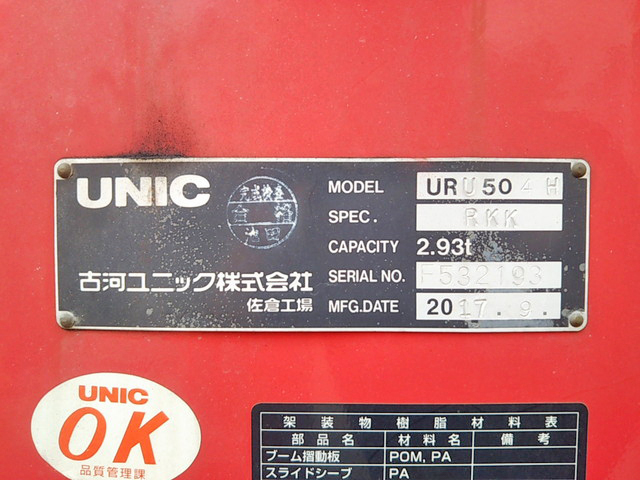 UNIC
MODEL URU504H
SPEC. RKK
CAPACITY 2.93t
古河ユニック株式会社
SERIAL NO. F532193
佐倉工場
MFG.DATE 2017.9.
UNIC
OK
品質管理課
架装物樹脂材料表
部品名 材料名 備考
ブーム摺動板 POM, PA
スライドシーブ PA